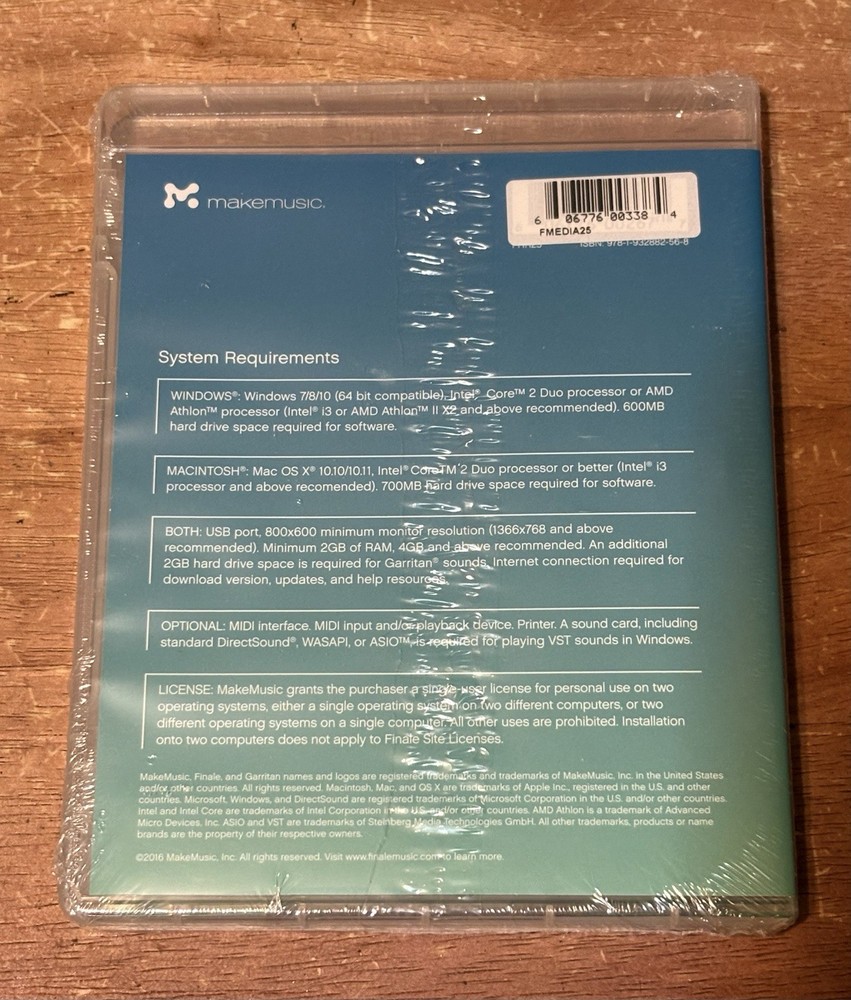 makemusic.
6 06776 00338 4
FMEDIA25
ISBN: 978-1-932882-56-8
System Requirements
WINDOWS®: Windows 7/8/10 (64 bit compatible), Intel® Core™ 2 Duo processor or AMD
Athlon™ processor (Intel® i3 or AMD Athlon™ II X2 and above recommended). 600MB
hard drive space required for software.
MACINTOSH®: Mac OS X® 10.10/10.11, Intel® Core™ 2 Duo processor or better (Intel® i3
processor and above recomended). 700MB hard drive space required for software.
BOTH: USB port, 800x600 minimum monitor resolution (1366x768 and above
recommended). Minimum 2GB of RAM, 4GB and above recommended. An additional
2GB hard drive space is required for Garritan® sounds. Internet connection required for
download version, updates, and help resources.
OPTIONAL: MIDI interface. MIDI input and/or playback device. Printer. A sound card, including
standard DirectSound®, WASAPI, or ASIO™, is required for playing VST sounds in Windows.
LICENSE: MakeMusic grants the purchaser a single-user license for personal use on two
operating systems, either a single operating system on two different computers, or two
different operating systems on a single computer. All other uses are prohibited. Installation
onto two computers does not apply to Finale Site Licenses.
MakeMusic, Finale, and Garritan names and logos are registered trademarks and trademarks of MakeMusic, Inc. in the United States
and/or other countries. All rights reserved. Macintosh, Mac, and OS X are trademarks of Apple Inc., registered in the U.S. and other
countries. Microsoft, Windows, and DirectSound are registered trademarks of Microsoft Corporation in the U.S. and/or other countries.
Intel and Intel Core are trademarks of Intel Corporation in the U.S. and/or other countries. AMD Athlon is a trademark of Advanced
Micro Devices, Inc. ASIO and VST are trademarks of Steinberg Media Technologies GmbH. All other trademarks, products or name
brands are the property of their respective owners.
©2016 MakeMusic, Inc. All rights reserved. Visit www.finalemusic.com to learn more.